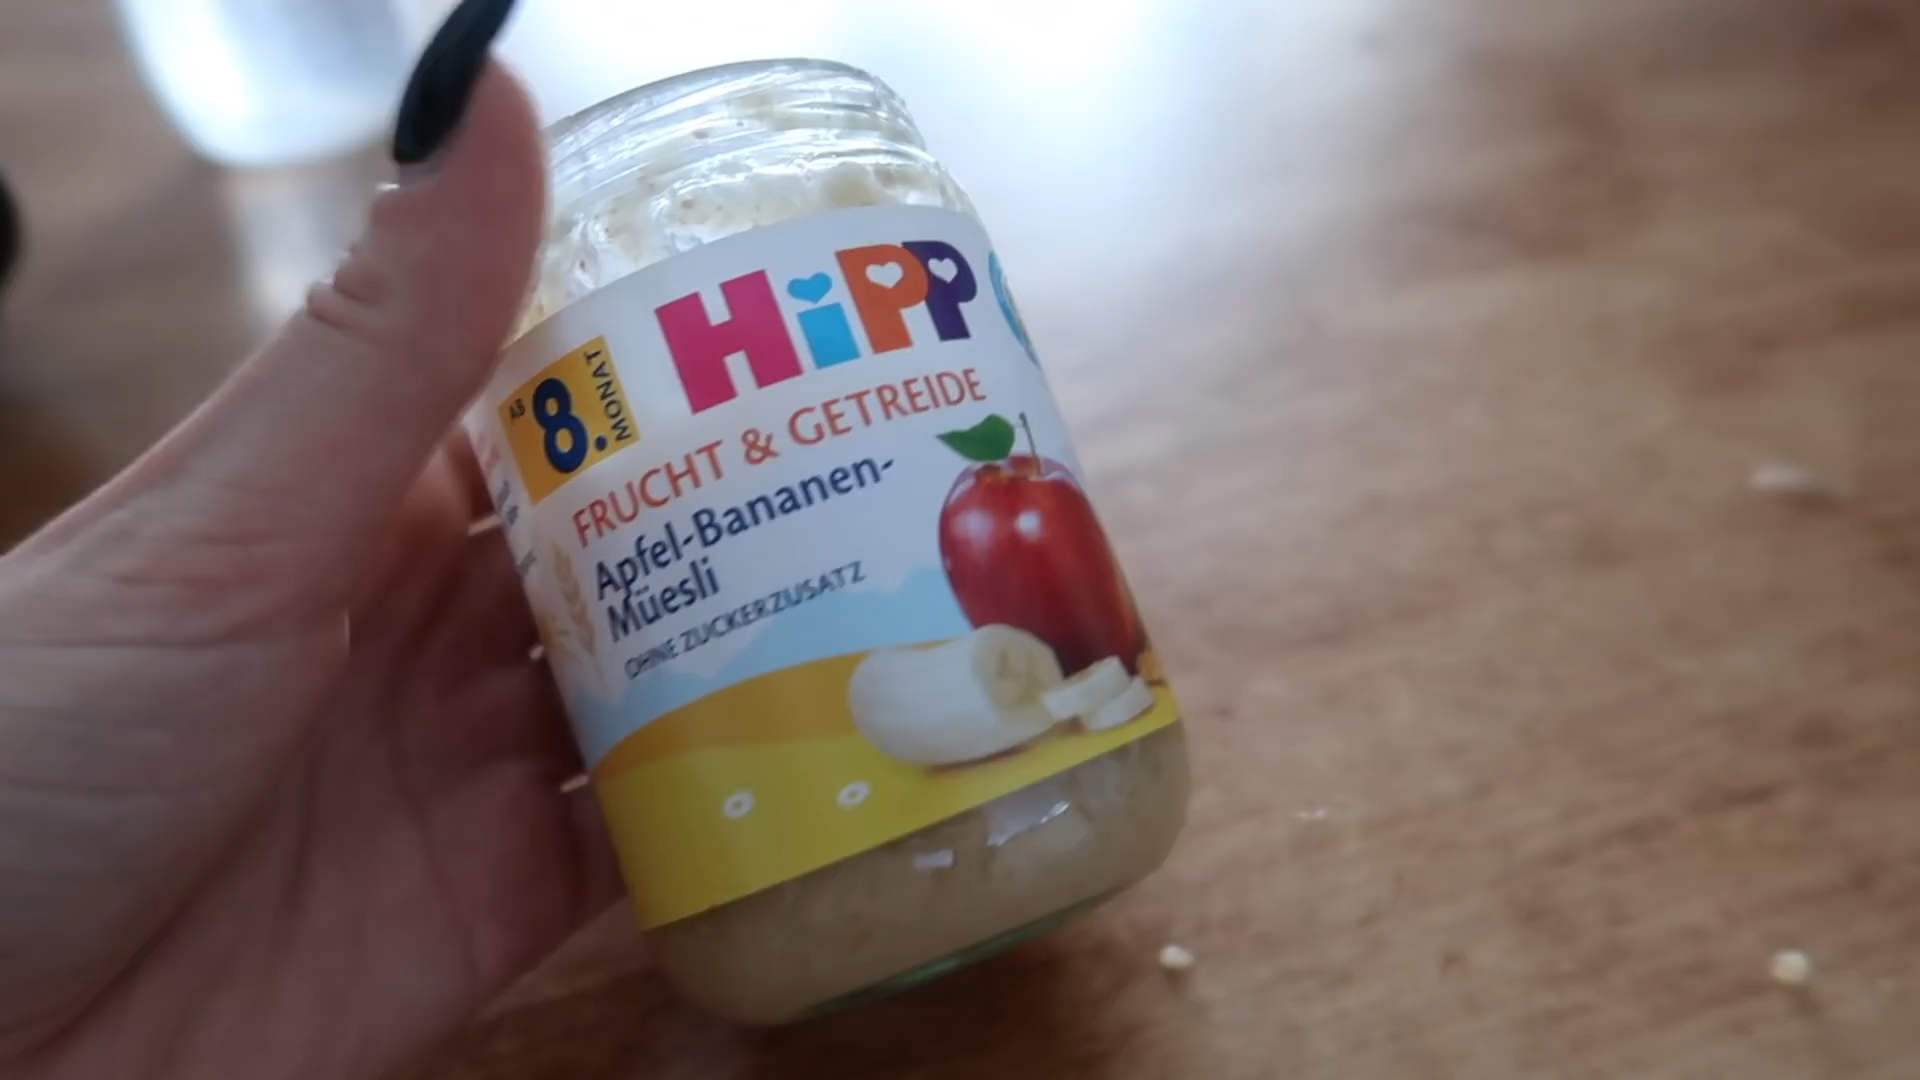 HiPP
AB 8. MONAT
FRUCHT & GETREIDE
Apfel-Bananen-
Müesli
OHNE ZUCKERZUSATZ